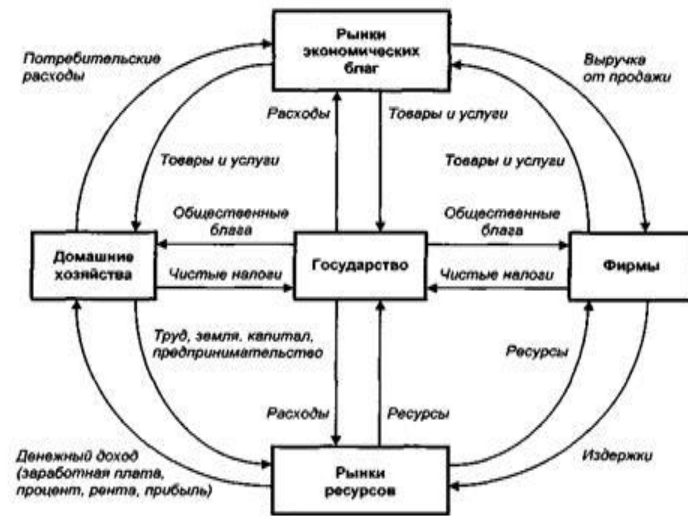 Рынки
экономических
благ
Потребительские
расходы
Выручка
от продажи
Расходы
Товары и услуги
Товары и услуги
Товары и услуги
Общественные
блага
Общественные
блага
Домашние
хозяйства
Государство
Фирмы
Чистые налоги
Чистые налоги
Труд, земля, капитал,
предпринимательство
Ресурсы
Расходы
Ресурсы
Денежный доход
(заработная плата,
процент, рента, прибыль)
Рынки
ресурсов
Издержки